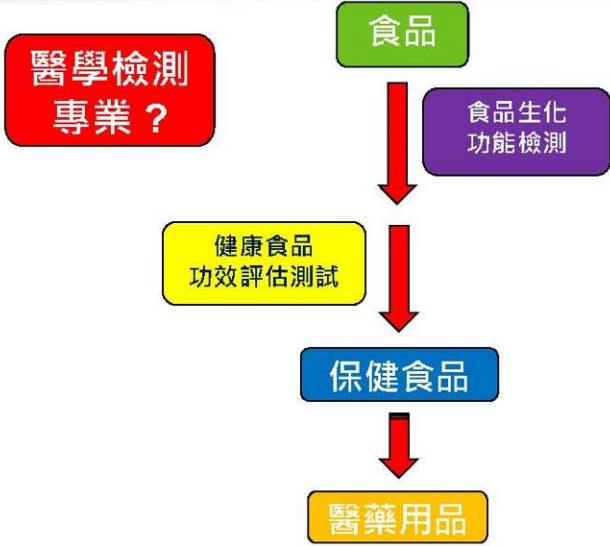 醫學檢測
專業？
食品
食品生化
功能檢測
健康食品
功效評估測試
保健食品
醫藥用品